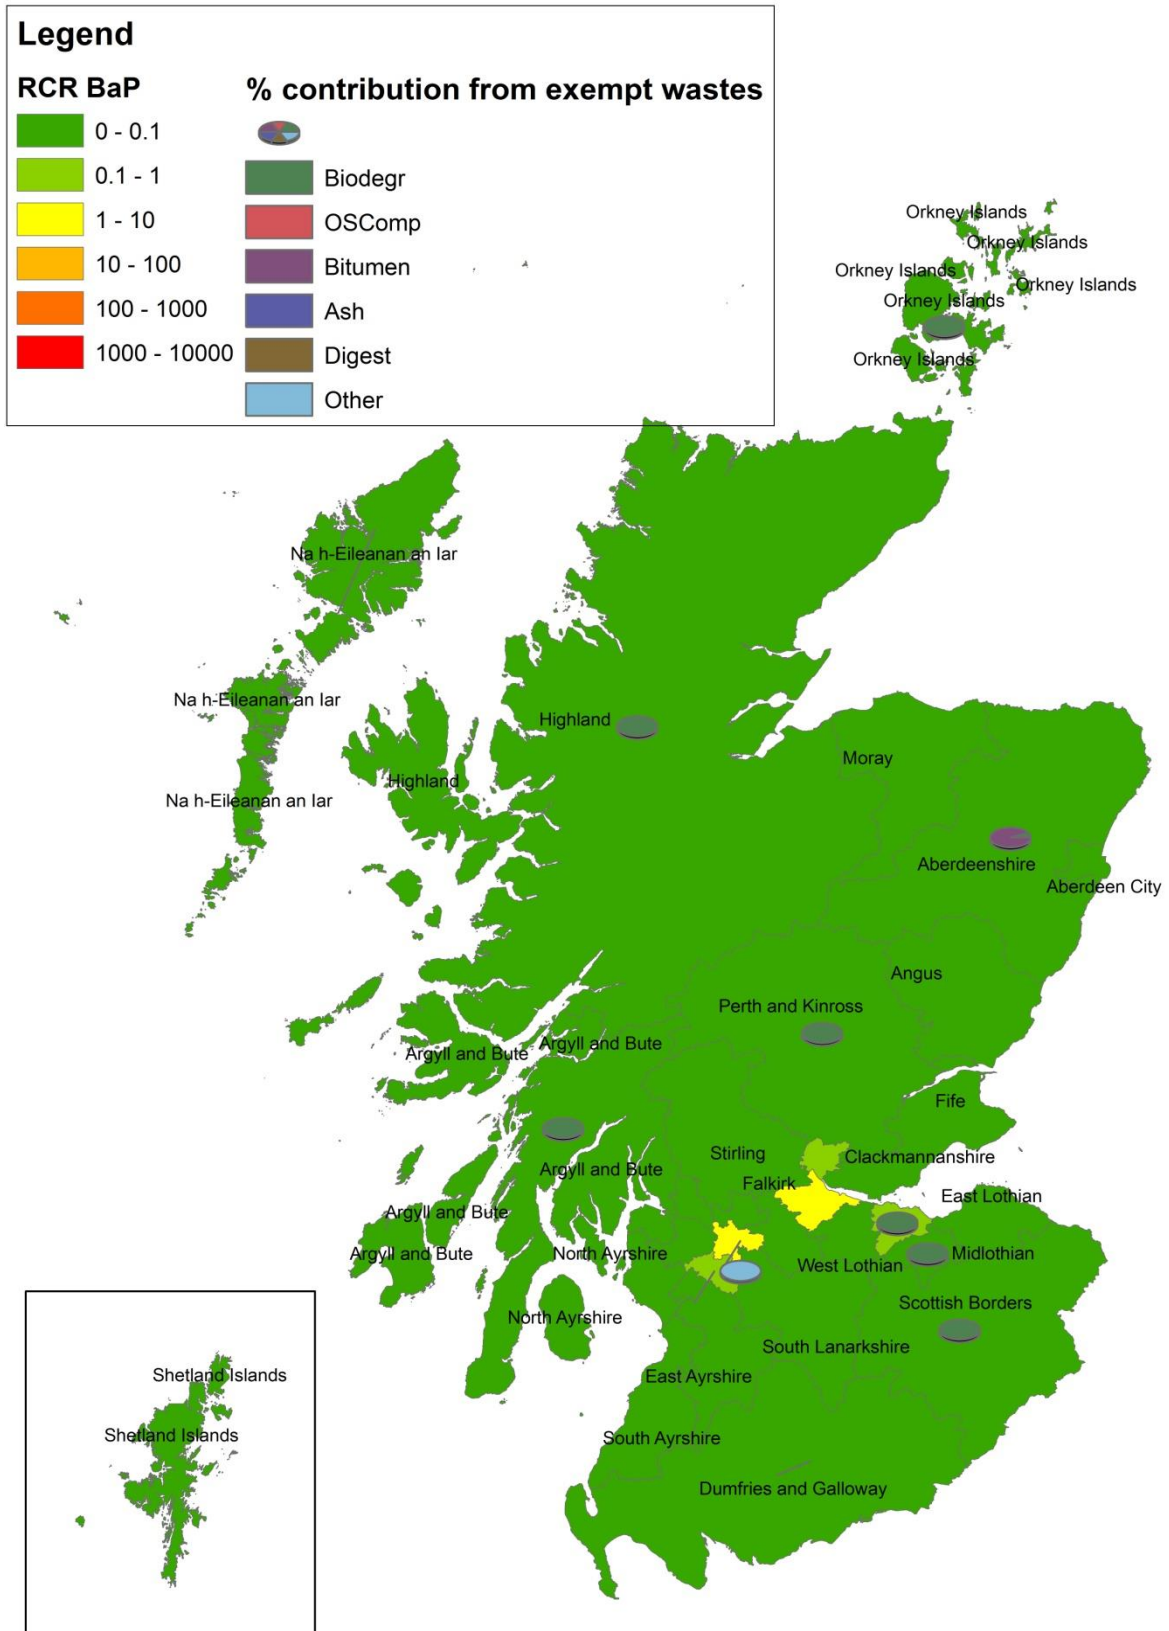 Legend
RCR BaP
0 - 0.1
0.1 - 1
1 - 10
10 - 100
100 - 1000
1000 - 10000
% contribution from exempt wastes
Biodegr
OSComp
Bitumen
Ash
Digest
Other
Orkney Islands
Orkney Islands
Orkney Islands
Orkney Islands
Orkney Islands
Orkney Islands
Na h-Eileanan an Iar
Na h-Eileanan an Iar
Highland
Moray
Highland
Na h-Eileanan an Iar
Aberdeenshire
Aberdeen City
Angus
Perth and Kinross
Argyll and Bute
Argyll and Bute
Fife
Stirling
Clackmannanshire
Argyll and Bute
Falkirk
East Lothian
Argyll and Bute
Argyll and Bute
North Ayrshire
Midlothian
West Lothian
Scottish Borders
North Ayrshire
South Lanarkshire
East Ayrshire
Shetland Islands
Shetland Islands
South Ayrshire
Dumfries and Galloway